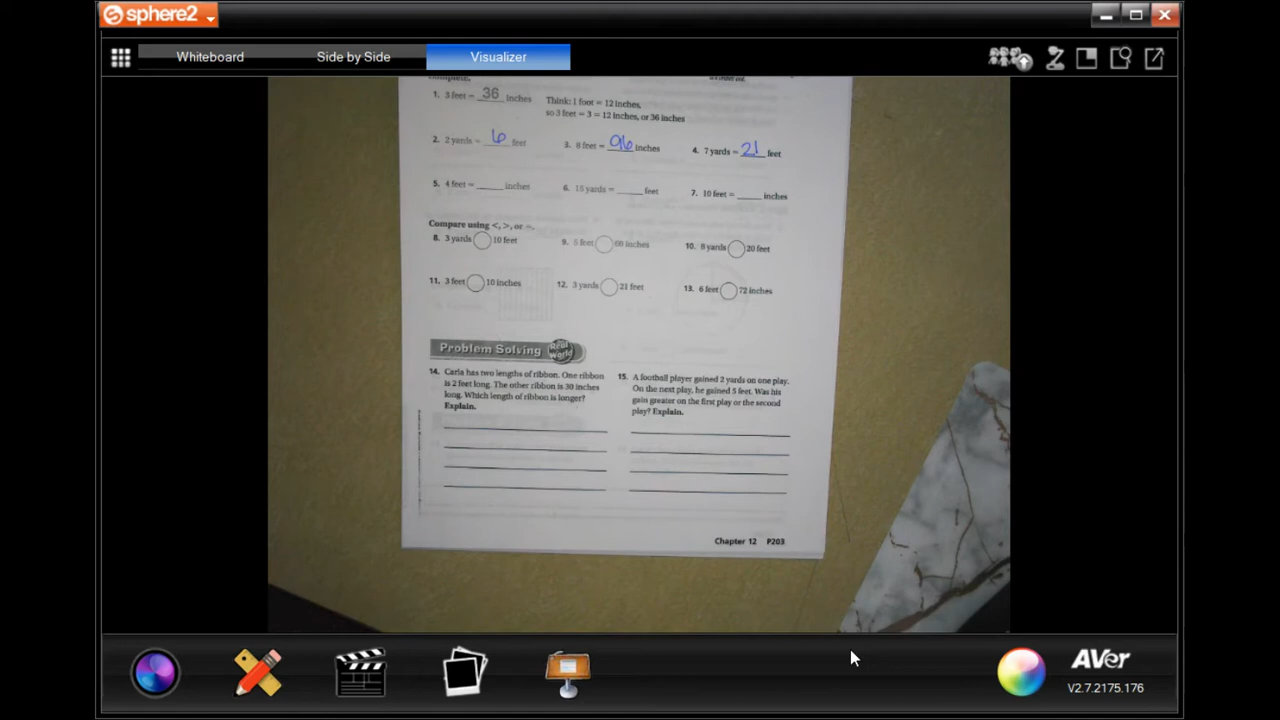 sphere2
Whiteboard Side by Side Visualizer
Complete.
1. 3 feet = 36 inches Think: 1 foot = 12 inches,
so 3 feet = 3 × 12 inches, or 36 inches
2. 2 yards = 6 feet 3. 8 feet = 96 inches 4. 7 yards = 21 feet
5. 4 feet = ______ inches 6. 15 yards = ______ feet 7. 10 feet = ______ inches
Compare using <, >, or =.
8. 3 yards 10 feet 9. 5 feet 60 inches 10. 8 yards 20 feet
11. 3 feet 10 inches 12. 3 yards 21 feet 13. 6 feet 72 inches
Problem Solving Real World
14. Carla has two lengths of ribbon. One ribbon
is 2 feet long. The other ribbon is 30 inches
long. Which length of ribbon is longer?
Explain.
15. A football player gained 2 yards on one play.
On the next play, he gained 5 feet. Was his
gain greater on the first play or the second
play? Explain.
Chapter 12 P203
AVer
V2.7.2175.176